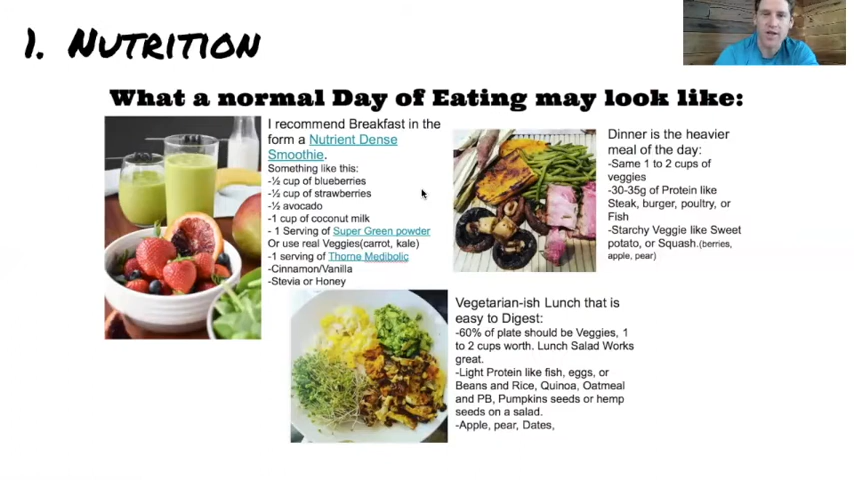 1. NUTRITION
What a normal Day of Eating may look like:
I recommend Breakfast in the
form a Nutrient Dense
Smoothie.
Something like this:
-½ cup of blueberries
-½ cup of strawberries
-½ avocado
-1 cup of coconut milk
- 1 Serving of Super Green powder
Or use real Veggies(carrot, kale)
-1 serving of Thorne Medibolic
-Cinnamon/Vanilla
-Stevia or Honey
Dinner is the heavier
meal of the day:
-Same 1 to 2 cups of
veggies
-30-35g of Protein like
Steak, burger, poultry, or
Fish
-Starchy Veggie like Sweet
potato, or Squash.(berries,
apple, pear)
Vegetarian-ish Lunch that is
easy to Digest:
-60% of plate should be Veggies, 1
to 2 cups worth. Lunch Salad Works
great.
-Light Protein like fish, eggs, or
Beans and Rice, Quinoa, Oatmeal
and PB, Pumpkins seeds or hemp
seeds on a salad.
-Apple, pear, Dates,